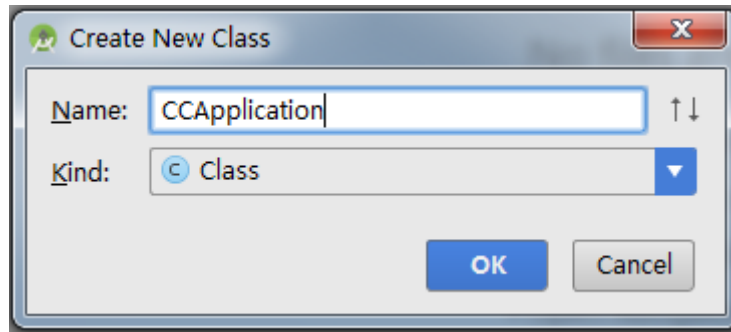 Create New Class
Name: CCApplication
Kind: C Class
OK Cancel